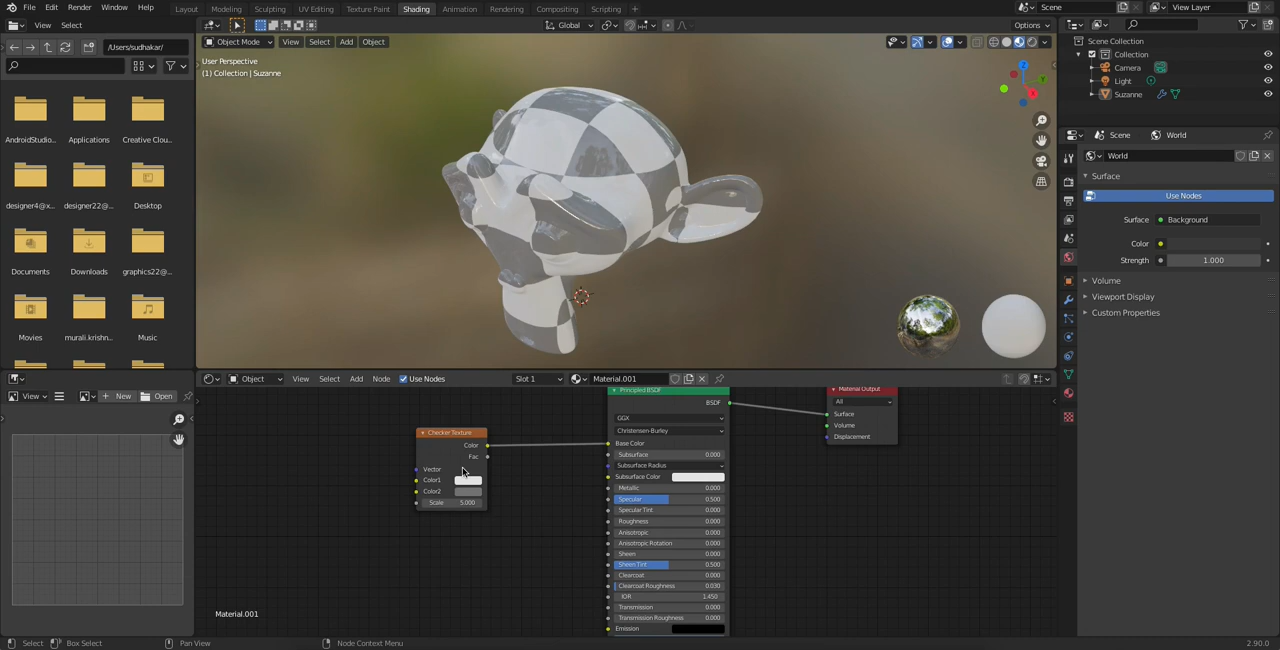 File Edit Render Window Help Layout Modeling Sculpting UV Editing Texture Paint Shading Animation Rendering Compositing Scripting + Scene View Layer
View Select Global Options
/Users/sudhakar/ Object Mode View Select Add Object
User Perspective
(1) Collection | Suzanne
Scene Collection
Collection
Camera
Light
Suzanne
AndroidStudio... Applications Creative Clou...
designer4@x... designer22@... Desktop
Documents Downloads graphics22@...
Movies murali.krishn... Music
Z
Y
X
Scene World
World
Surface
Use Nodes
Surface Background
Color
Strength 1.000
Volume
Viewport Display
Custom Properties
Object View Select Add Node Use Nodes Slot 1 Material.001
View + New Open
Checker Texture
Color
Fac
Vector
Color1
Color2
Scale 5.000
Principled BSDF
BSDF
GGX
Christensen-Burley
Base Color
Subsurface 0.000
Subsurface Radius
Subsurface Color
Metallic 0.000
Specular 0.500
Specular Tint 0.000
Roughness 0.000
Anisotropic 0.000
Anisotropic Rotation 0.000
Sheen 0.000
Sheen Tint 0.500
Clearcoat 0.000
Clearcoat Roughness 0.030
IOR 1.450
Transmission 0.000
Transmission Roughness 0.000
Emission
Material Output
All
Surface
Volume
Displacement
Material.001
Select Box Select Pan View Node Context Menu 2.90.0